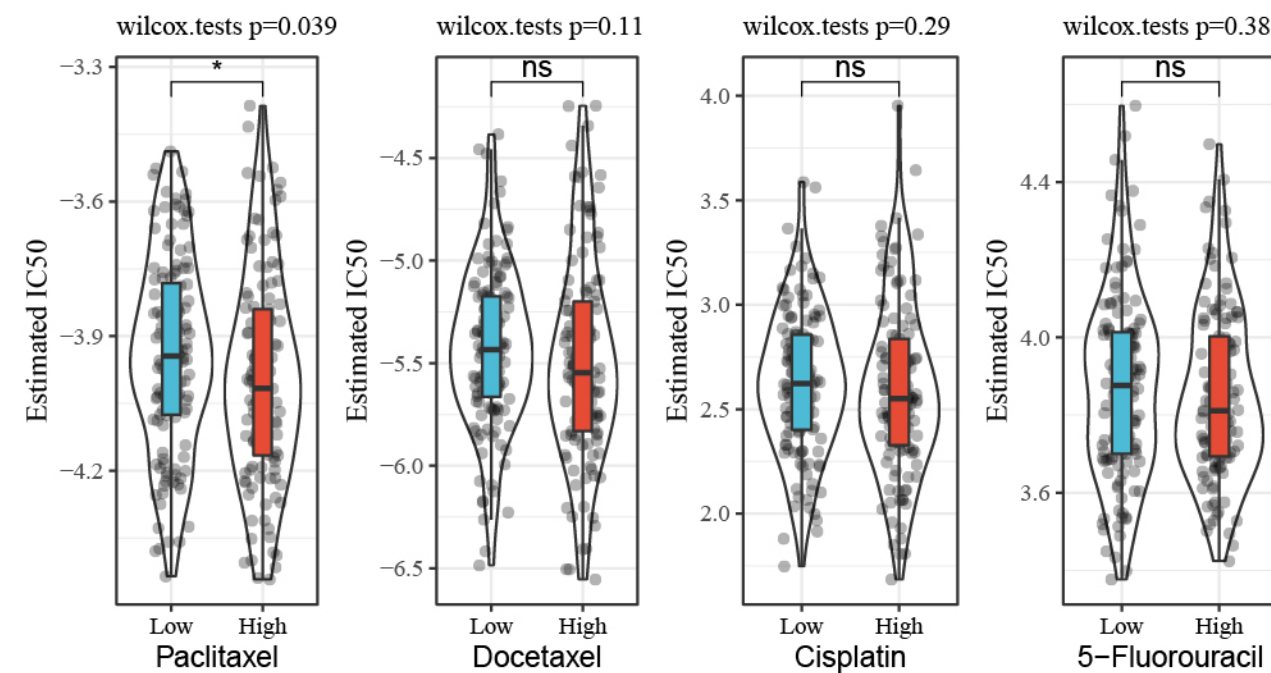 wilcox.tests p=0.039
Estimated IC50
−3.3
−3.6
−3.9
−4.2
*
Low
High
Paclitaxel
wilcox.tests p=0.11
Estimated IC50
−4.5
−5.0
−5.5
−6.0
−6.5
ns
Low
High
Docetaxel
wilcox.tests p=0.29
Estimated IC50
4.0
3.5
3.0
2.5
2.0
ns
Low
High
Cisplatin
wilcox.tests p=0.38
Estimated IC50
4.4
4.0
3.6
ns
Low
High
5−Fluorouracil